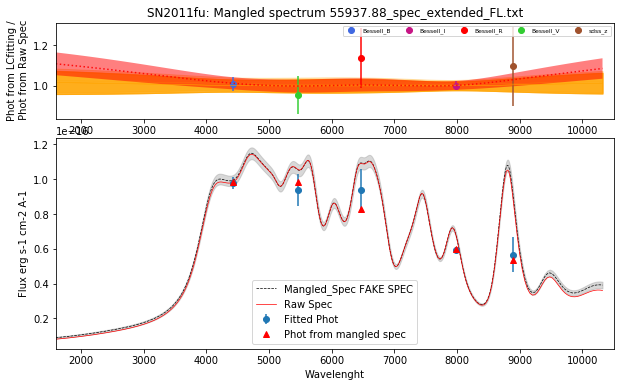 SN2011fu: Mangled spectrum 55937.88_spec_extended_FL.txt
Phot from LCfitting /
Phot from Raw Spec
1.2
1.0
Bessell_B
Bessell_I
Bessell_R
Bessell_V
sdss_z
2000 3000 4000 5000 6000 7000 8000 9000 10000
1e−16
Flux erg s-1 cm-2 A-1
1.2
1.0
0.8
0.6
0.4
0.2
Mangled_Spec FAKE SPEC
Raw Spec
Fitted Phot
Phot from mangled spec
2000 3000 4000 5000 6000 7000 8000 9000 10000
Wavelenght